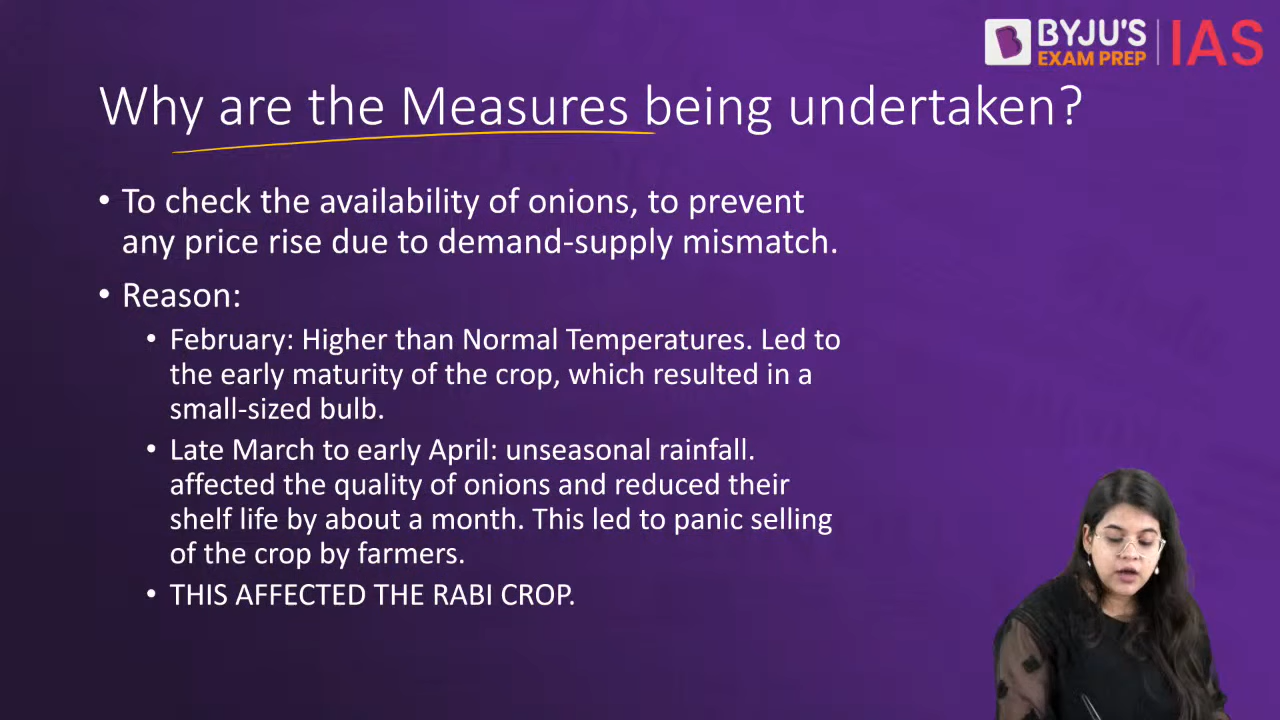 BYJU'S
EXAM PREP
IAS
Why are the Measures being undertaken?
• To check the availability of onions, to prevent
any price rise due to demand-supply mismatch.
• Reason:
• February: Higher than Normal Temperatures. Led to
the early maturity of the crop, which resulted in a
small-sized bulb.
• Late March to early April: unseasonal rainfall.
affected the quality of onions and reduced their
shelf life by about a month. This led to panic selling
of the crop by farmers.
• THIS AFFECTED THE RABI CROP.